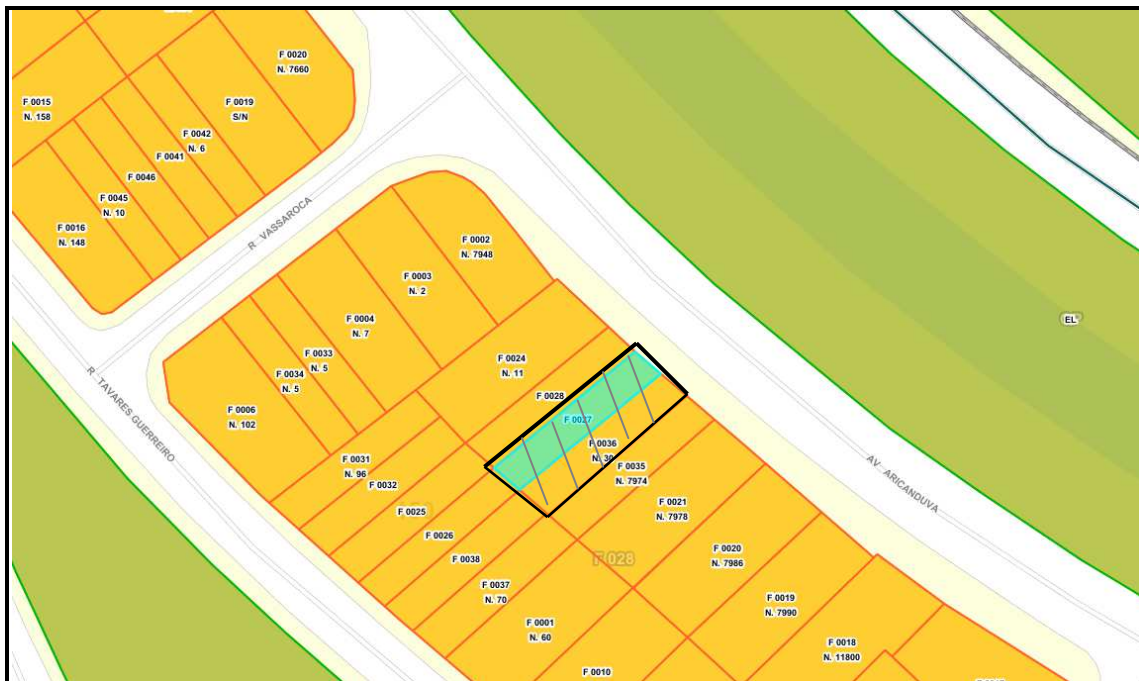 F 0020
N. 7660
F 0015
N. 158
F 0019
S/N
F 0042
N. 6
F 0041
F 0046
F 0045
N. 10
F 0016
N. 148
R VASSAROCA
F 0002
N. 7948
F 0003
N. 2
F 0004
N. 7
F 0033
N. 5
F 0034
N. 5
F 0006
N. 102
R TAVARES GUERREIRO
EL
F 0024
N. 11
F 0028
F 0027
F 0036
N. 30
F 0035
N. 7974
F 0031
N. 96
F 0032
F 0025
F 0026
F 0038
F 0037
N. 70
F 0001
N. 60
F 0010
F 028
F 0021
N. 7978
F 0020
N. 7986
F 0019
N. 7990
F 0018
N. 11800
AV ARICANDUVA